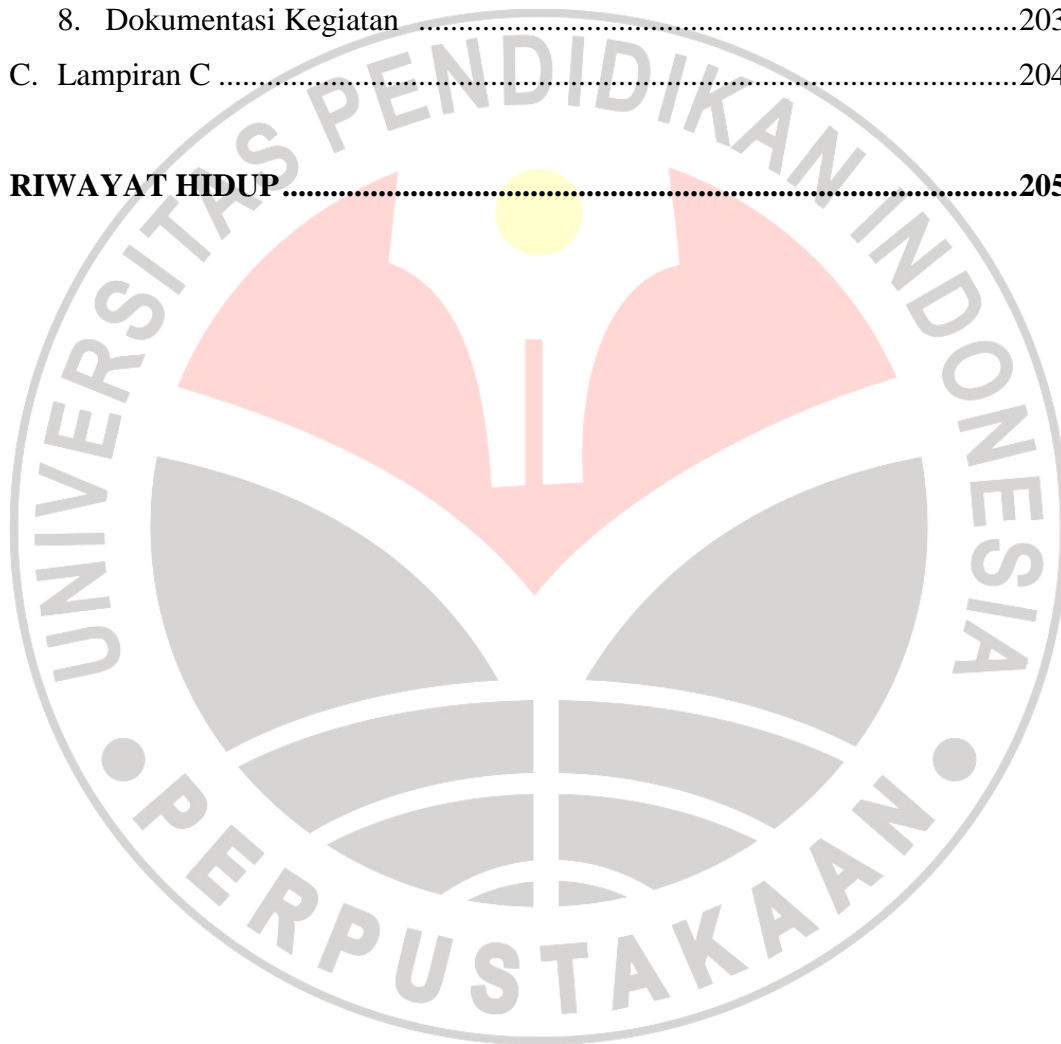 8. Dokumentasi Kegiatan ........................................................................... 203
C. Lampiran C ....................................................................................................... 204
RIWAYAT HIDUP .............................................................................................. 205
UNIVERSITAS PENDIDIKAN INDONESIA
PERPUSTAKAAN